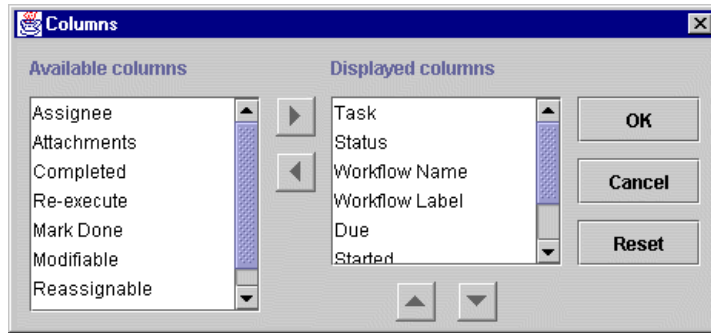 Columns
Available columns
Assignee
Attachments
Completed
Re-execute
Mark Done
Modifiable
Reassignable
Displayed columns
Task
Status
Workflow Name
Workflow Label
Due
Started
OK
Cancel
Reset